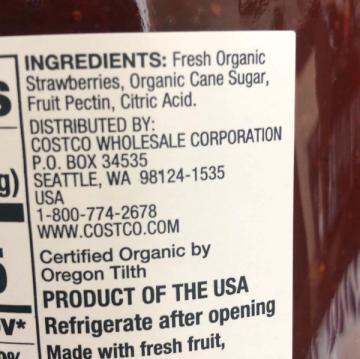 INGREDIENTS: Fresh Organic
Strawberries, Organic Cane Sugar,
Fruit Pectin, Citric Acid.
DISTRIBUTED BY:
COSTCO WHOLESALE CORPORATION
P.O. BOX 34535
g) SEATTLE, WA 98124-1535
USA
1-800-774-2678
WWW.COSTCO.COM
Certified Organic by
Oregon Tilth
PRODUCT OF THE USA
V* Refrigerate after opening
Made with fresh fruit,